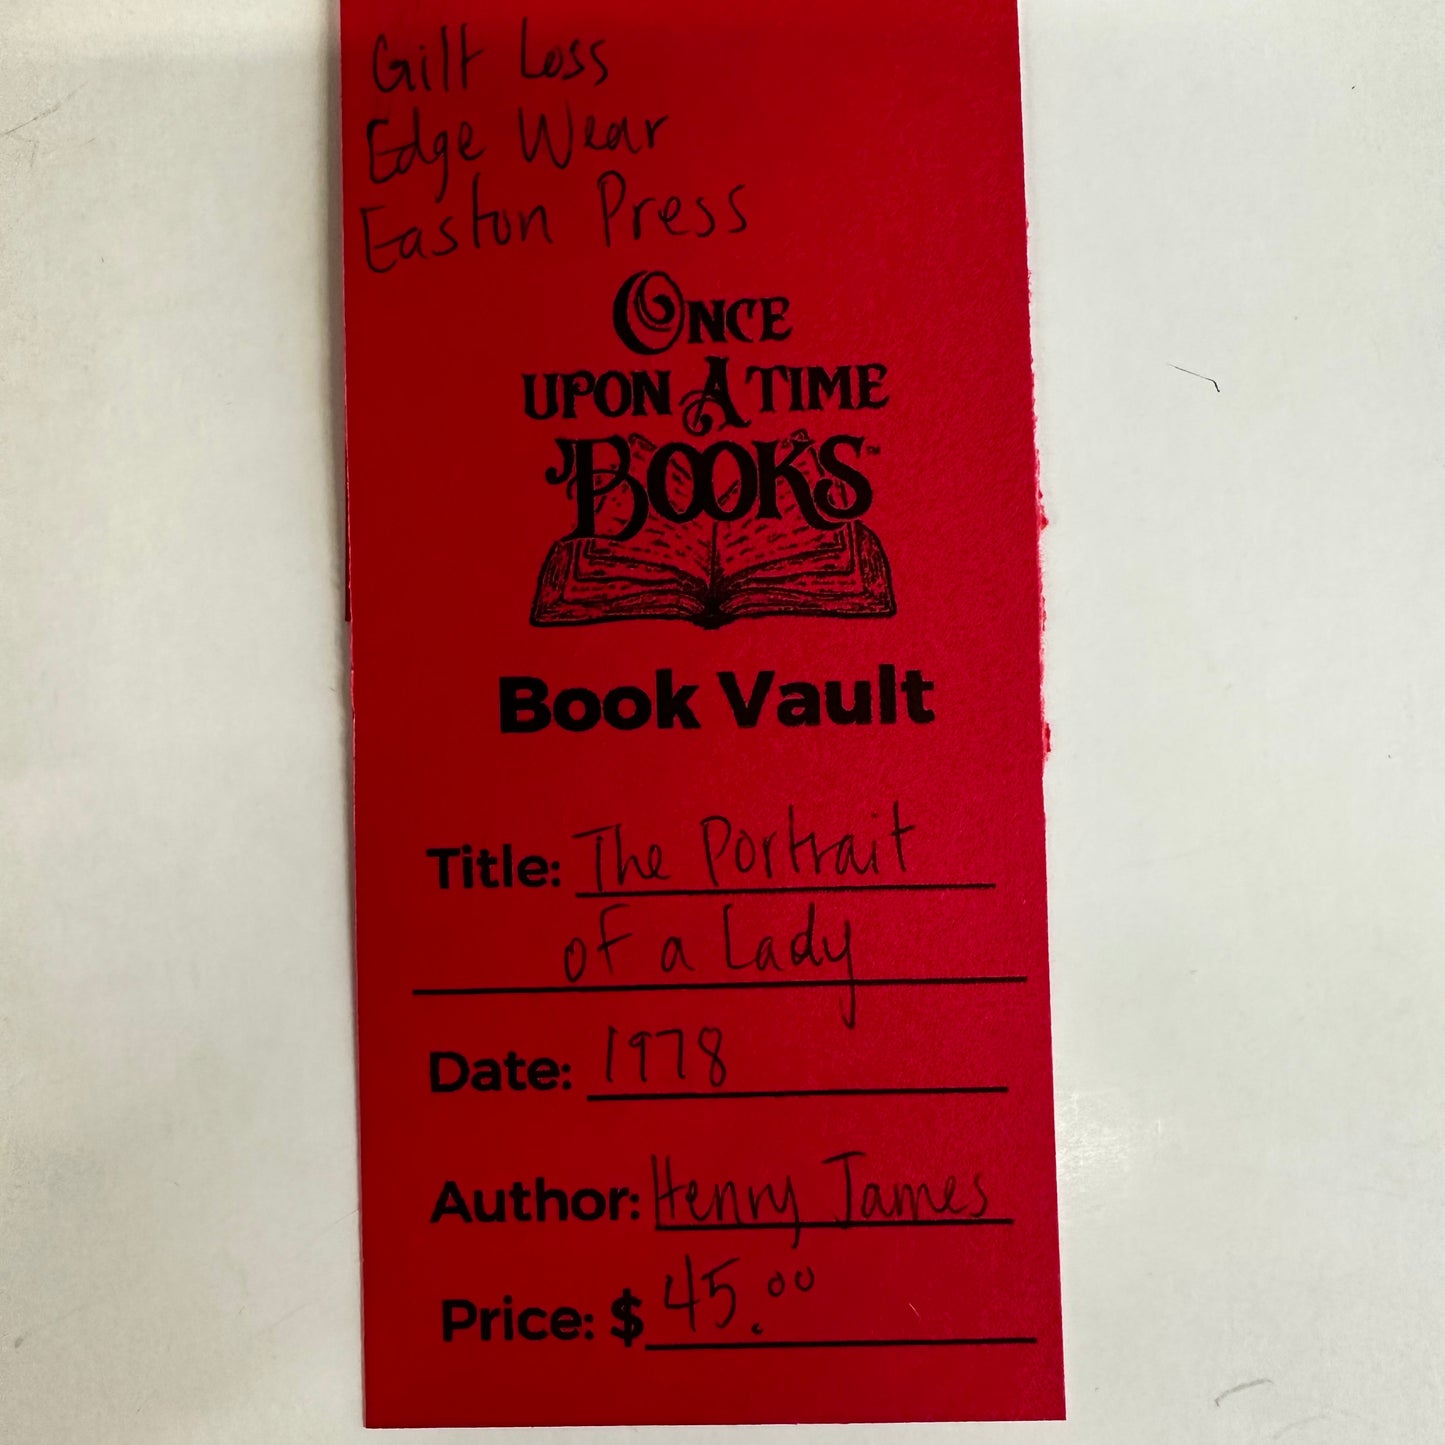 Gilt Loss
Edge Wear
Easton Press
ONCE
UPON A TIME
BOOKS™
Book Vault
Title: The Portrait
of a Lady
Date: 1978
Author: Henry James
Price: $ 45.00